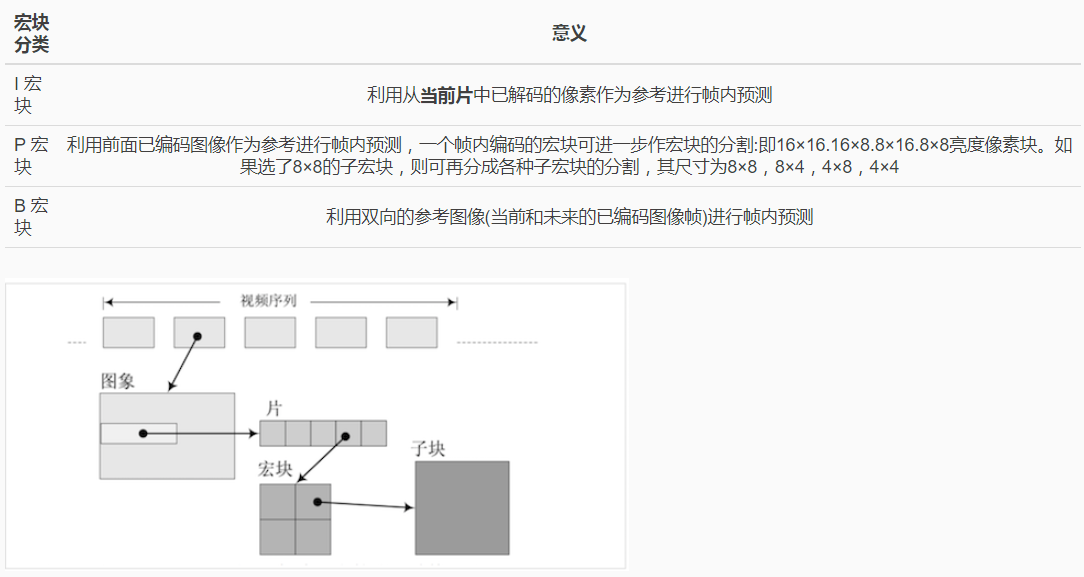 宏块
分类
意义
I 宏
块
利用从当前片中已解码的像素作为参考进行帧内预测
P 宏
块
利用前面已编码图像作为参考进行帧内预测，一个帧内编码的宏块可进一步作宏块的分割:即16×16.16×8.8×16.8×8亮度像素块。如
果选了8×8的子宏块，则可再分成各种子宏块的分割，其尺寸为8×8，8×4，4×8，4×4
B 宏
块
利用双向的参考图像(当前和未来的已编码图像帧)进行帧内预测
视频序列
图象
片
子块
宏块